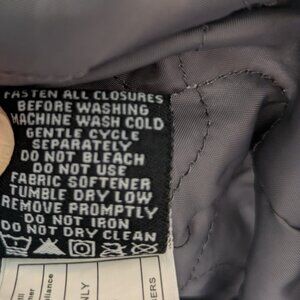 FASTEN ALL CLOSURES
BEFORE WASHING
MACHINE WASH COLD
GENTLE CYCLE
SEPARATELY
DO NOT BLEACH
DO NOT USE
FABRIC SOFTENER
TUMBLE DRY LOW
REMOVE PROMPTLY
DO NOT IRON
DO NOT DRY CLEAN